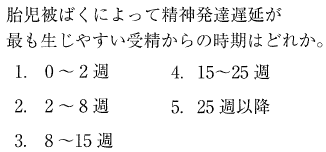 胎児被ばくによって精神発達遅延が
最も生じやすい受精からの時期はどれか。
1. 0～2週
2. 2～8週
3. 8～15週
4. 15～25週
5. 25週以降